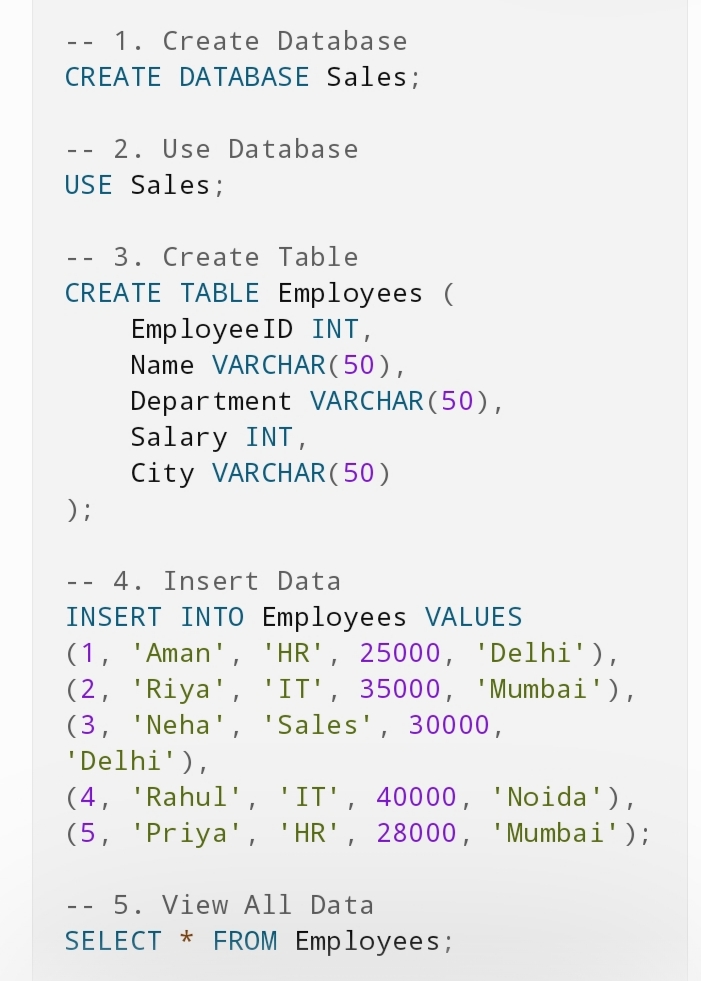 -- 1. Create Database
CREATE DATABASE Sales;
-- 2. Use Database
USE Sales;
-- 3. Create Table
CREATE TABLE Employees (
    EmployeeID INT,
    Name VARCHAR(50),
    Department VARCHAR(50),
    Salary INT,
    City VARCHAR(50)
);
-- 4. Insert Data
INSERT INTO Employees VALUES
(1, 'Aman', 'HR', 25000, 'Delhi'),
(2, 'Riya', 'IT', 35000, 'Mumbai'),
(3, 'Neha', 'Sales', 30000,
'Delhi'),
(4, 'Rahul', 'IT', 40000, 'Noida'),
(5, 'Priya', 'HR', 28000, 'Mumbai');
-- 5. View All Data
SELECT * FROM Employees;